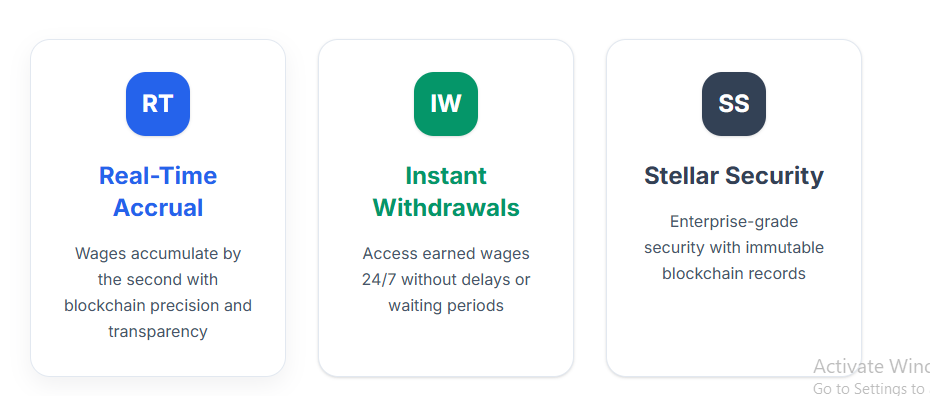 RT
Real-Time
Accrual
Wages accumulate by
the second with
blockchain precision and
transparency
IW
Instant
Withdrawals
Access earned wages
24/7 without delays or
waiting periods
SS
Stellar Security
Enterprise-grade
security with immutable
blockchain records
Activate Wind
Go to Settings to